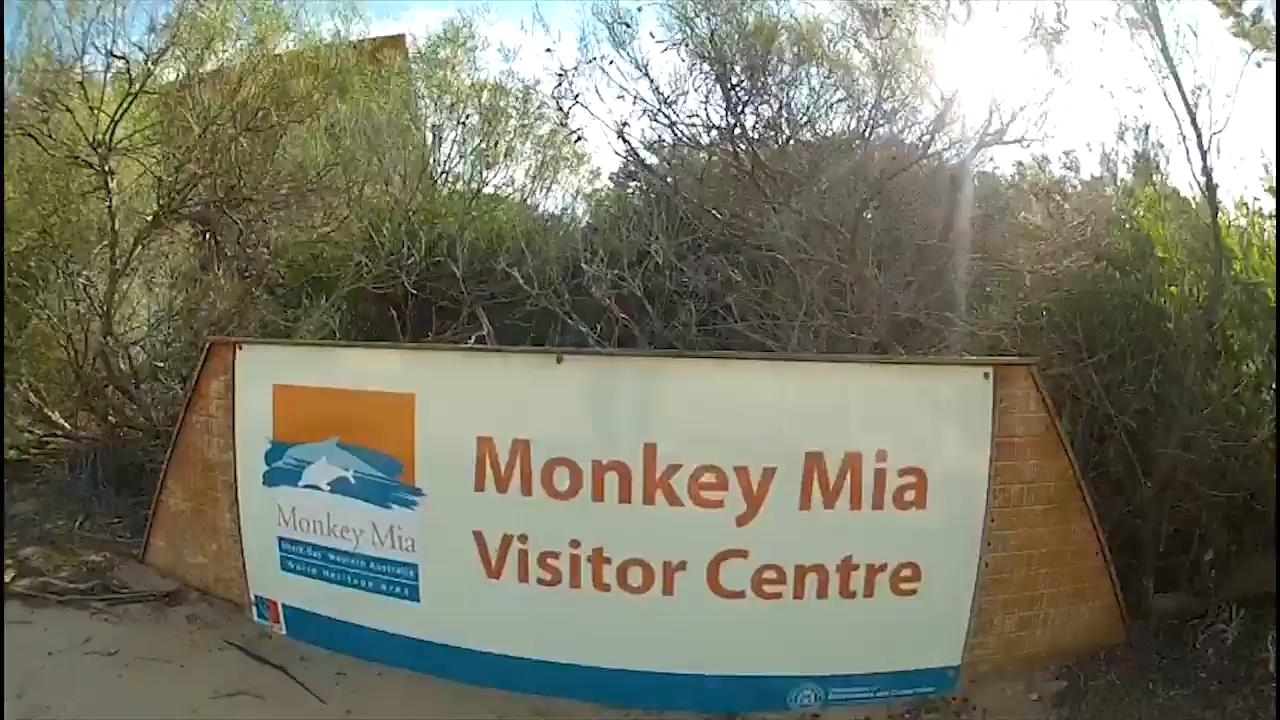 Monkey Mia
Visitor Centre
Monkey Mia
Shark Bay Western Australia
World Heritage Area